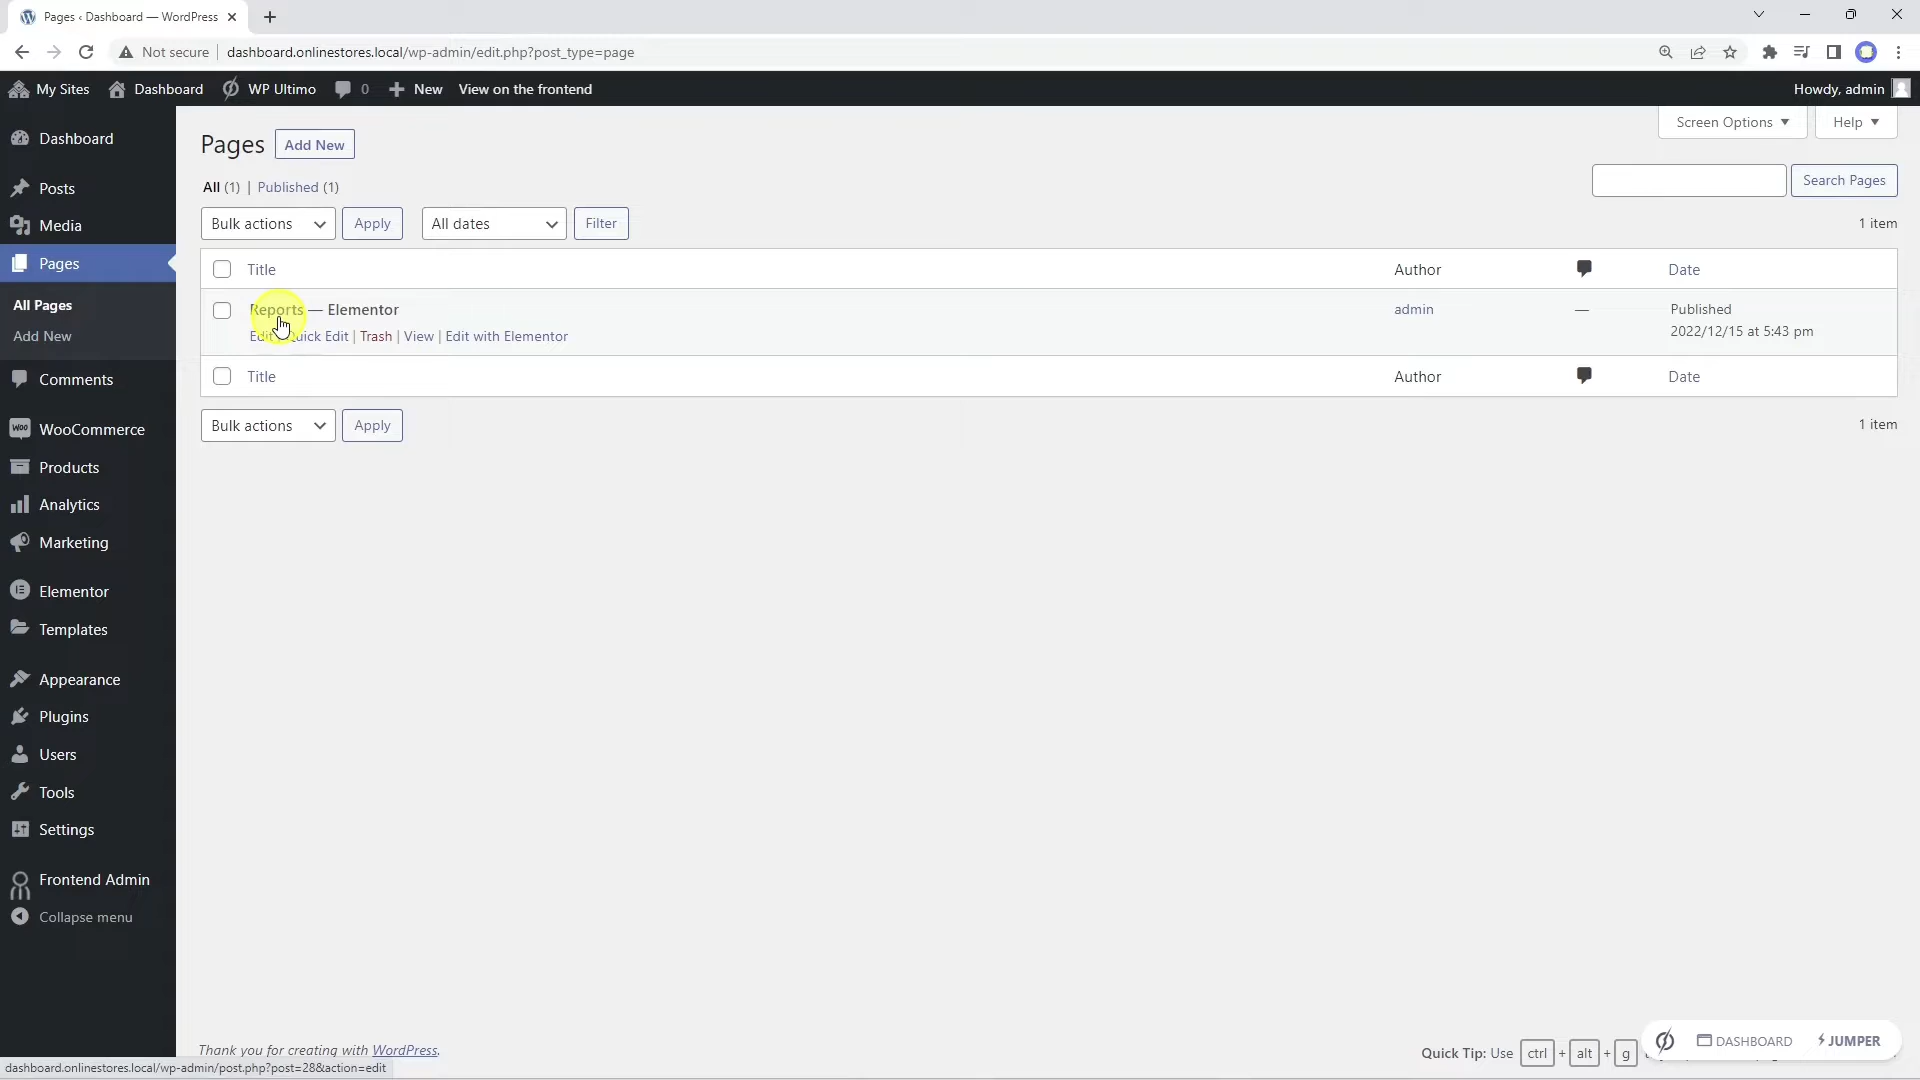 Pages ‹ Dashboard — WordPress
Not secure dashboard.onlinestores.local/wp-admin/edit.php?post_type=page
My Sites Dashboard WP Ultimo 0 New View on the frontend Howdy, admin
Screen Options Help
Dashboard
Posts
Media
Pages
All Pages
Add New
Comments
WooCommerce
Products
Analytics
Marketing
Elementor
Templates
Appearance
Plugins
Users
Tools
Settings
Frontend Admin
Collapse menu
Pages Add New
All (1) | Published (1)
Search Pages
Bulk actions Apply All dates Filter 1 item
Title Author Date
Reports — Elementor admin — Published
Edit Quick Edit | Trash | View | Edit with Elementor 2022/12/15 at 5:43 pm
Title Author Date
Bulk actions Apply 1 item
Thank you for creating with WordPress.
Quick Tip: Use ctrl + alt + g
DASHBOARD JUMPER
dashboard.onlinestores.local/wp-admin/post.php?post=28&action=edit